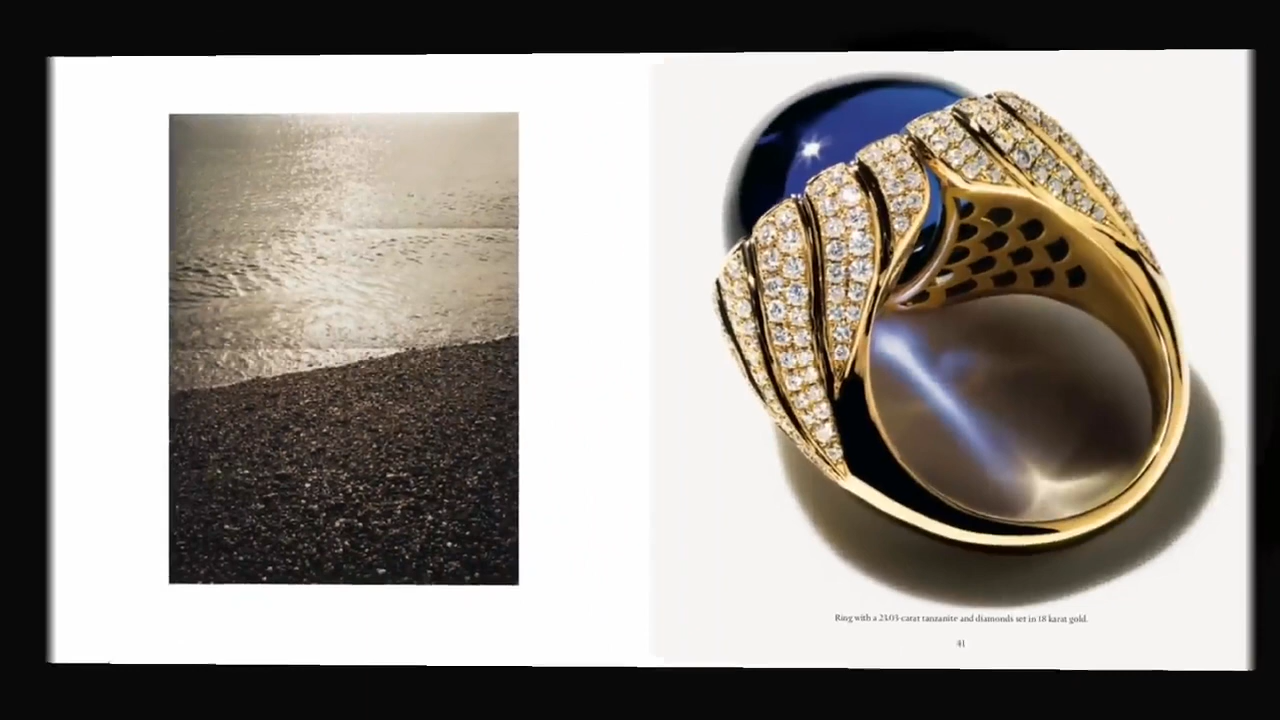 Ring with a 23.03-carat tanzanite and diamonds set in 18 karat gold.
41